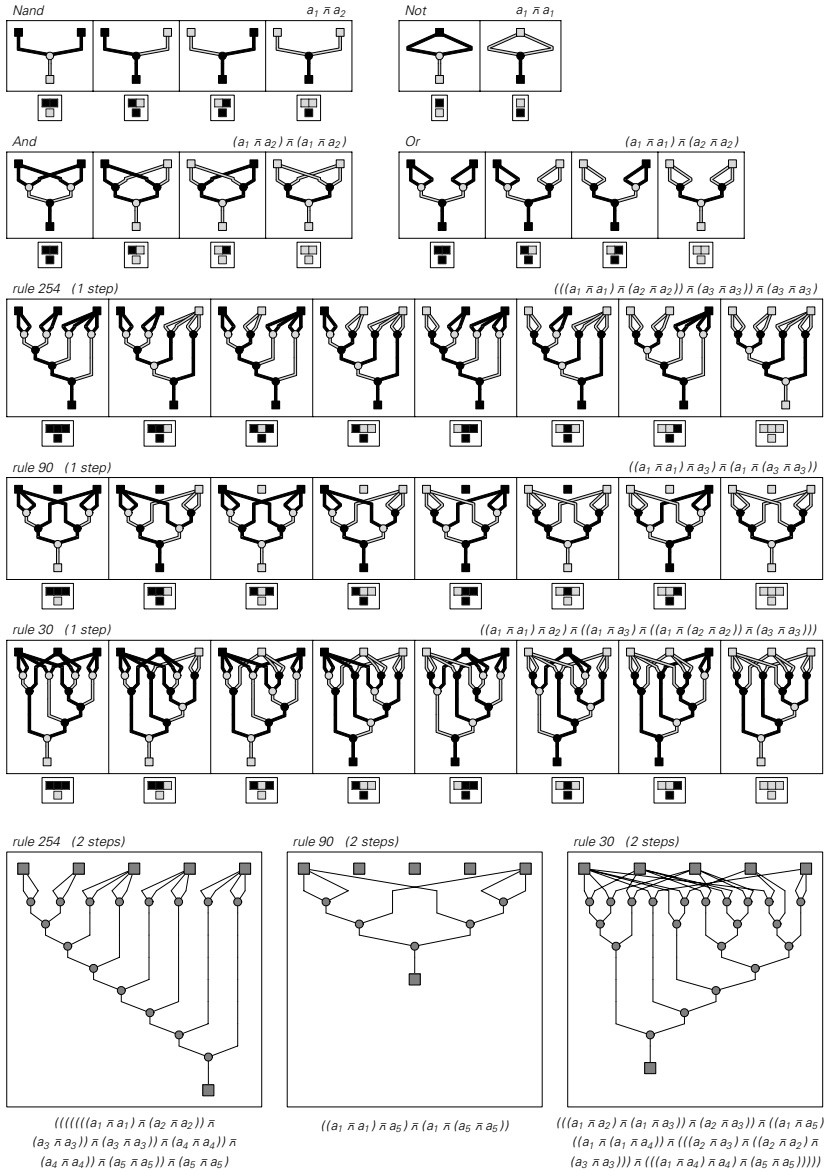 Nand a₁ ⊼ a₂
Not a₁ ⊼ a₁
And (a₁ ⊼ a₂) ⊼ (a₁ ⊼ a₂)
Or (a₁ ⊼ a₁) ⊼ (a₂ ⊼ a₂)
rule 254 (1 step) (((a₁ ⊼ a₁) ⊼ (a₂ ⊼ a₂)) ⊼ (a₃ ⊼ a₃)) ⊼ (a₃ ⊼ a₃)
rule 90 (1 step) ((a₁ ⊼ a₁) ⊼ a₃) ⊼ (a₁ ⊼ (a₃ ⊼ a₃))
rule 30 (1 step) ((a₁ ⊼ a₁) ⊼ a₂) ⊼ ((a₁ ⊼ a₃) ⊼ ((a₁ ⊼ (a₂ ⊼ a₂)) ⊼ (a₃ ⊼ a₃)))
rule 254 (2 steps)
(((((((a₁ ⊼ a₁) ⊼ (a₂ ⊼ a₂)) ⊼
(a₃ ⊼ a₃)) ⊼ (a₃ ⊼ a₃)) ⊼ (a₄ ⊼ a₄)) ⊼
(a₄ ⊼ a₄)) ⊼ (a₅ ⊼ a₅)) ⊼ (a₅ ⊼ a₅)
rule 90 (2 steps)
((a₁ ⊼ a₁) ⊼ a₅) ⊼ (a₁ ⊼ (a₅ ⊼ a₅))
rule 30 (2 steps)
(((a₁ ⊼ a₂) ⊼ (a₁ ⊼ a₃)) ⊼ (a₂ ⊼ a₃)) ⊼ ((a₁ ⊼ a₅)
((a₁ ⊼ (a₁ ⊼ a₄)) ⊼ (((a₂ ⊼ a₃) ⊼ ((a₂ ⊼ a₂) ⊼
(a₃ ⊼ a₃))) ⊼ (((a₁ ⊼ a₄) ⊼ a₄) ⊼ (a₅ ⊼ a₅)))))